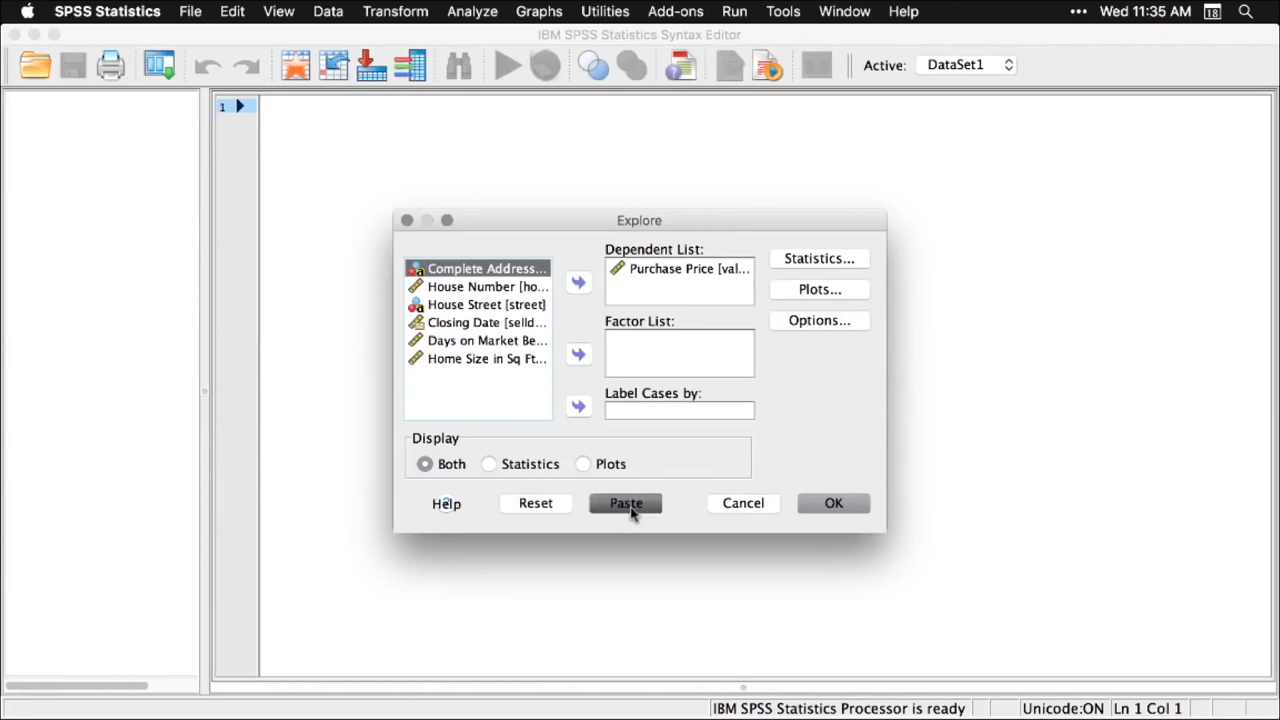 SPSS Statistics File Edit View Data Transform Analyze Graphs Utilities Add-ons Run Tools Window Help ••• Wed 11:35 AM 18
IBM SPSS Statistics Syntax Editor
Active: DataSet1
1
Explore
Complete Address...
House Number [ho...
House Street [street]
Closing Date [selld...
Days on Market Be...
Home Size in Sq Ft...
Dependent List:
Purchase Price [val...
Factor List:
Label Cases by:
Statistics...
Plots...
Options...
Display
Both Statistics Plots
Help Reset Paste Cancel OK
IBM SPSS Statistics Processor is ready Unicode:ON Ln 1 Col 1